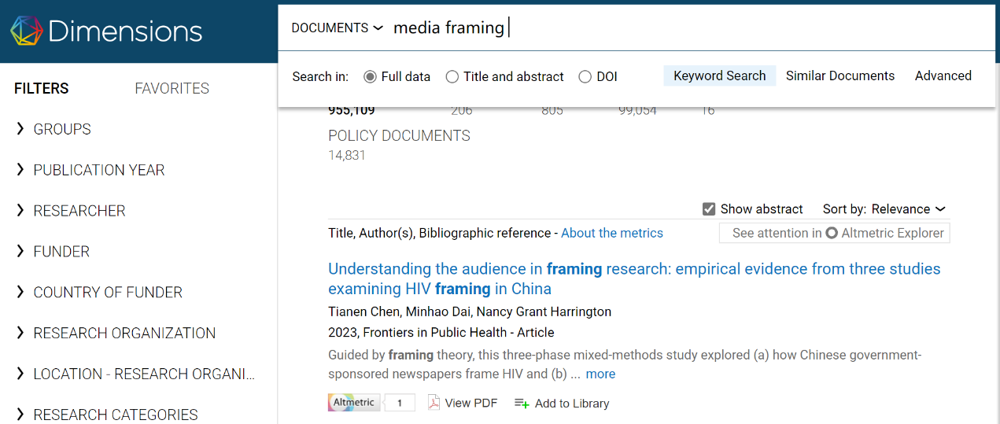 Dimensions
DOCUMENTS media framing
Search in: Full data Title and abstract DOI Keyword Search Similar Documents Advanced
FILTERS FAVORITES
GROUPS
PUBLICATION YEAR
RESEARCHER
FUNDER
COUNTRY OF FUNDER
RESEARCH ORGANIZATION
LOCATION - RESEARCH ORGANI...
RESEARCH CATEGORIES
955,109 206 805 99,054 16
POLICY DOCUMENTS
14,831
Show abstract Sort by: Relevance
Title, Author(s), Bibliographic reference - About the metrics See attention in Altmetric Explorer
Understanding the audience in framing research: empirical evidence from three studies
examining HIV framing in China
Tianen Chen, Minhao Dai, Nancy Grant Harrington
2023, Frontiers in Public Health - Article
Guided by framing theory, this three-phase mixed-methods study explored (a) how Chinese government-
sponsored newspapers frame HIV and (b) ... more
Altmetric 1 View PDF Add to Library